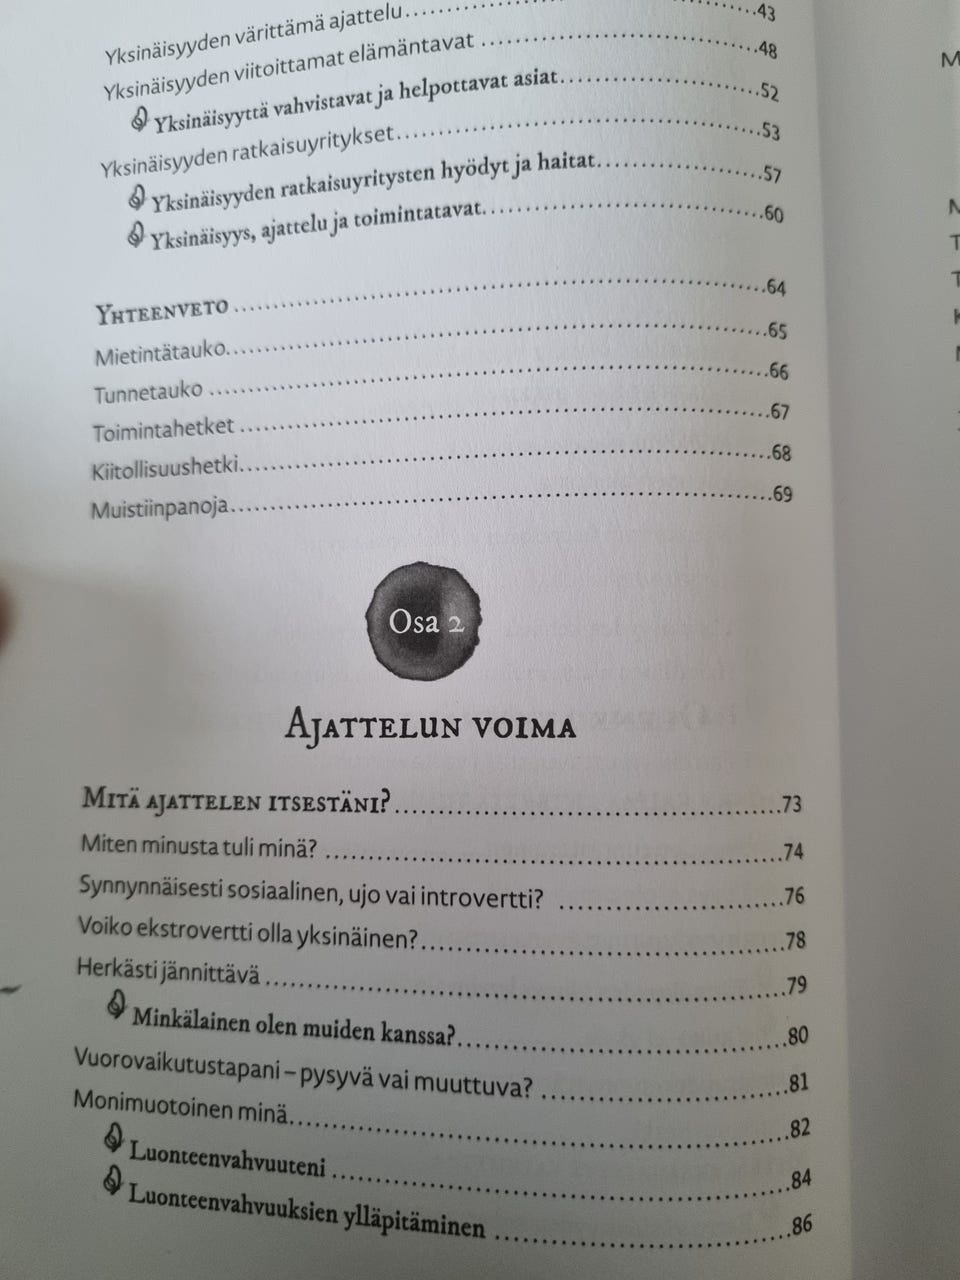 Yksinäisyyden värittämä ajattelu....................43
Yksinäisyyden viitoittamat elämäntavat....................48
Yksinäisyyttä vahvistavat ja helpottavat asiat....................52
Yksinäisyyden ratkaisuyritykset....................53
Yksinäisyyden ratkaisuyritysten hyödyt ja haitat....................57
Yksinäisyys, ajattelu ja toimintatavat....................60
Yhteenveto....................64
Mietintätauko....................65
Tunnetauko....................66
Toimintahetket....................67
Kiitollisuushetki....................68
Muistiinpanoja....................69
Osa 2
Ajattelun voima
Mitä ajattelen itsestäni?....................73
Miten minusta tuli minä?....................74
Synnynnäisesti sosiaalinen, ujo vai introvertti?....................76
Voiko ekstrovertti olla yksinäinen?....................78
Herkästi jännittävä....................79
Minkälainen olen muiden kanssa?....................80
Vuorovaikutustapani – pysyvä vai muuttuva?....................81
Monimuotoinen minä....................82
Luonteenvahvuuteni....................84
Luonteenvahvuuksien ylläpitäminen....................86